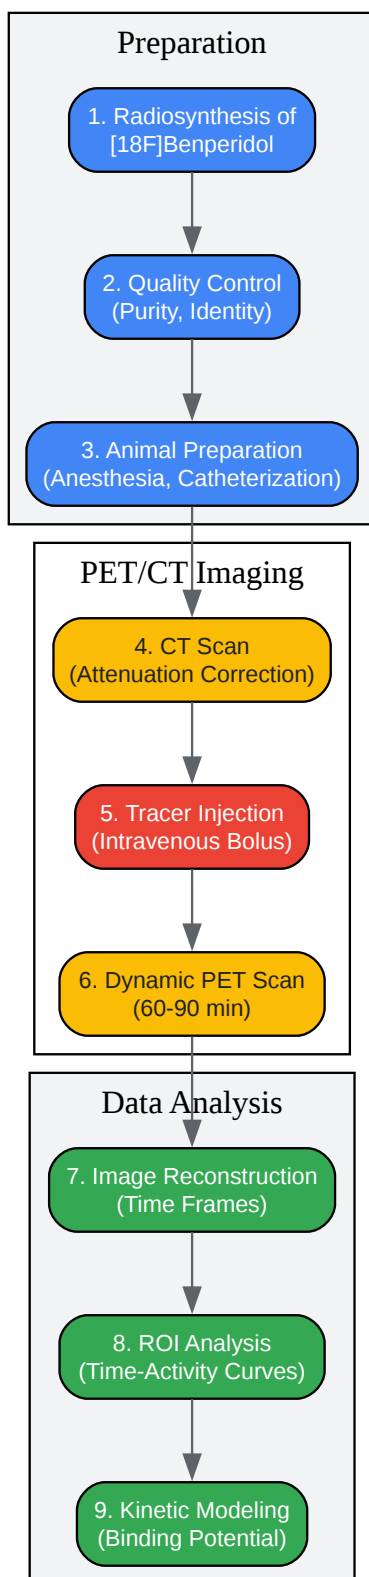 Preparation
1. Radiosynthesis of
[18F]Benperidol
2. Quality Control
(Purity, Identity)
3. Animal Preparation
(Anesthesia, Catheterization)
PET/CT Imaging
4. CT Scan
(Attenuation Correction)
5. Tracer Injection
(Intravenous Bolus)
6. Dynamic PET Scan
(60-90 min)
Data Analysis
7. Image Reconstruction
(Time Frames)
8. ROI Analysis
(Time-Activity Curves)
9. Kinetic Modeling
(Binding Potential)